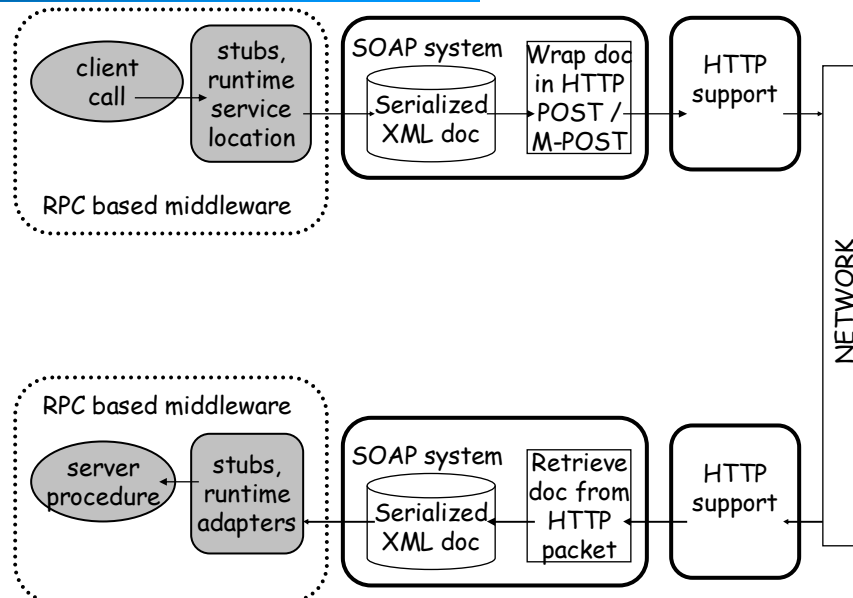 client
call
stubs,
runtime
service
location
RPC based middleware
SOAP system
Serialized
XML doc
Wrap doc
in HTTP
POST /
M-POST
HTTP
support
NETWORK
RPC based middleware
server
procedure
stubs,
runtime
adapters
SOAP system
Serialized
XML doc
Retrieve
doc from
HTTP
packet
HTTP
support